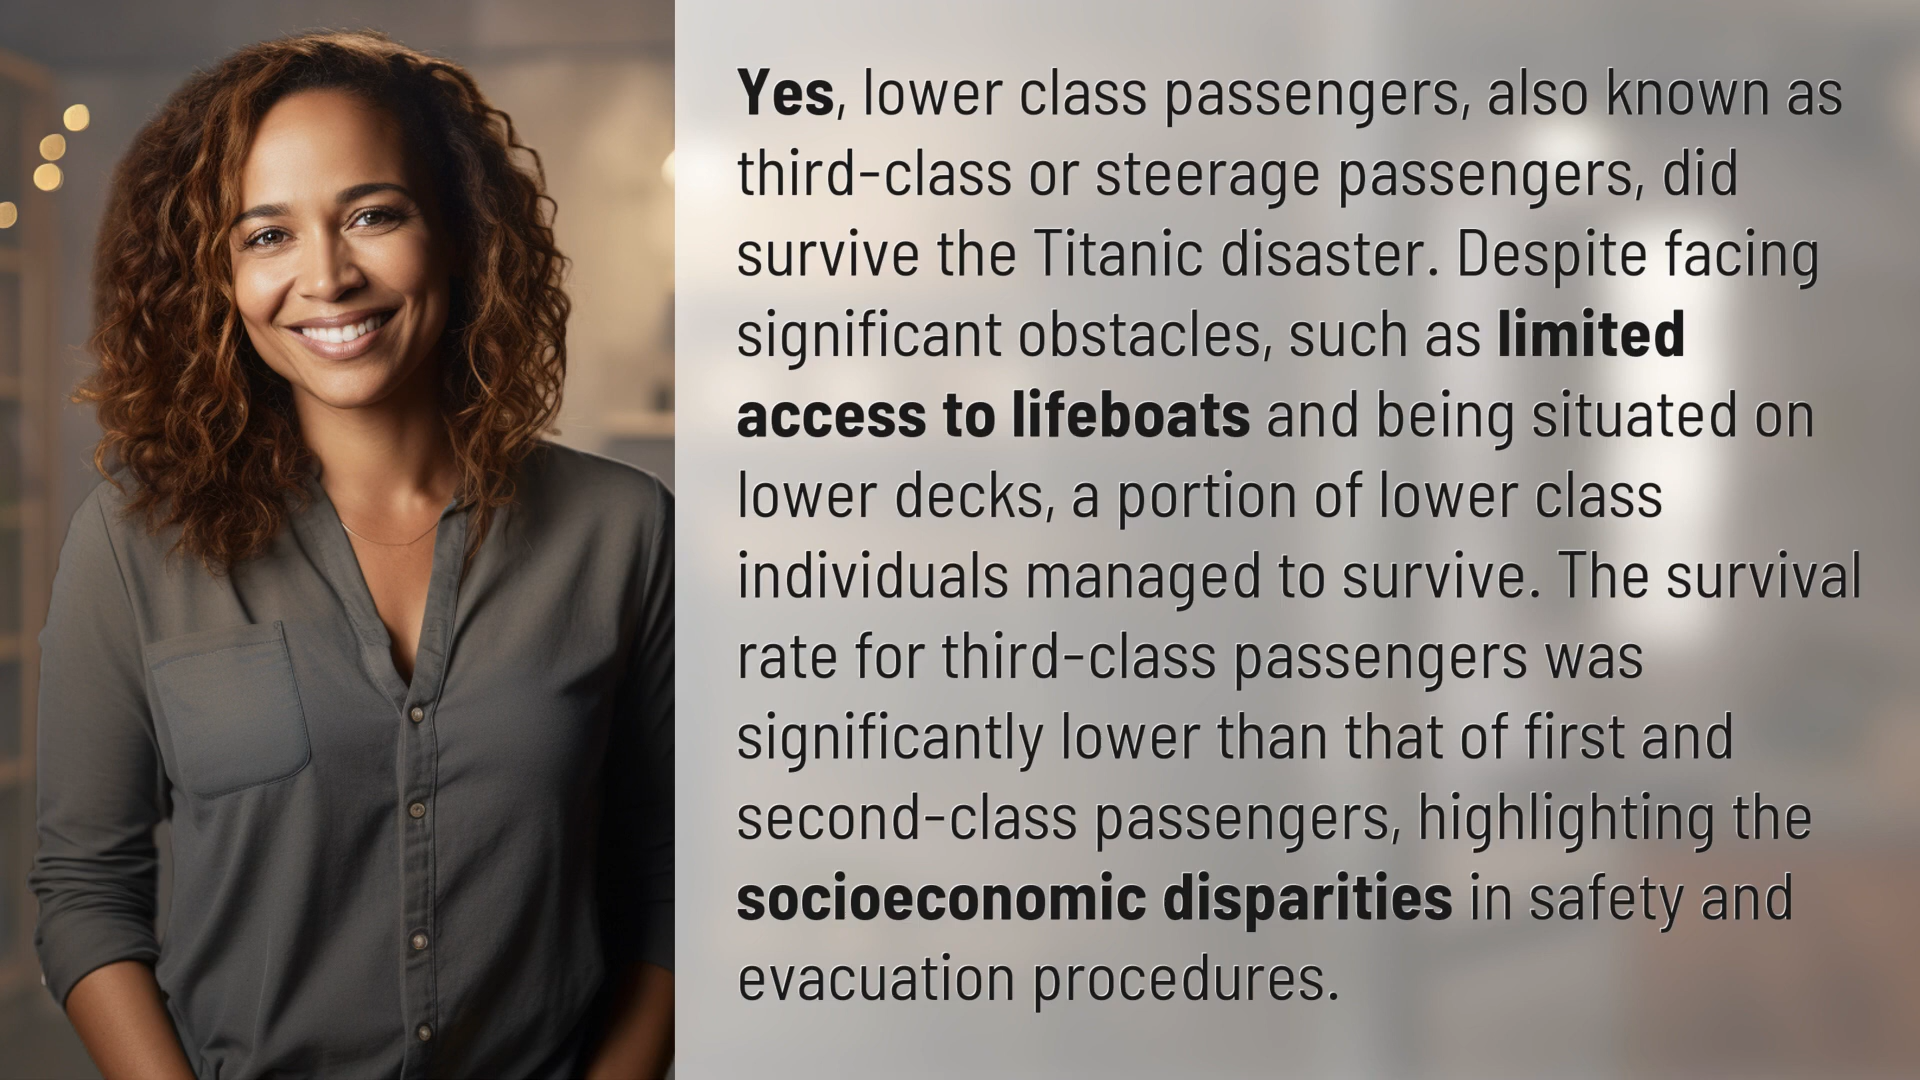 Yes, lower class passengers, also known as
third-class or steerage passengers, did
survive the Titanic disaster. Despite facing
significant obstacles, such as limited
access to lifeboats and being situated on
lower decks, a portion of lower class
individuals managed to survive. The survival
rate for third-class passengers was
significantly lower than that of first and
second-class passengers, highlighting the
socioeconomic disparities in safety and
evacuation procedures.